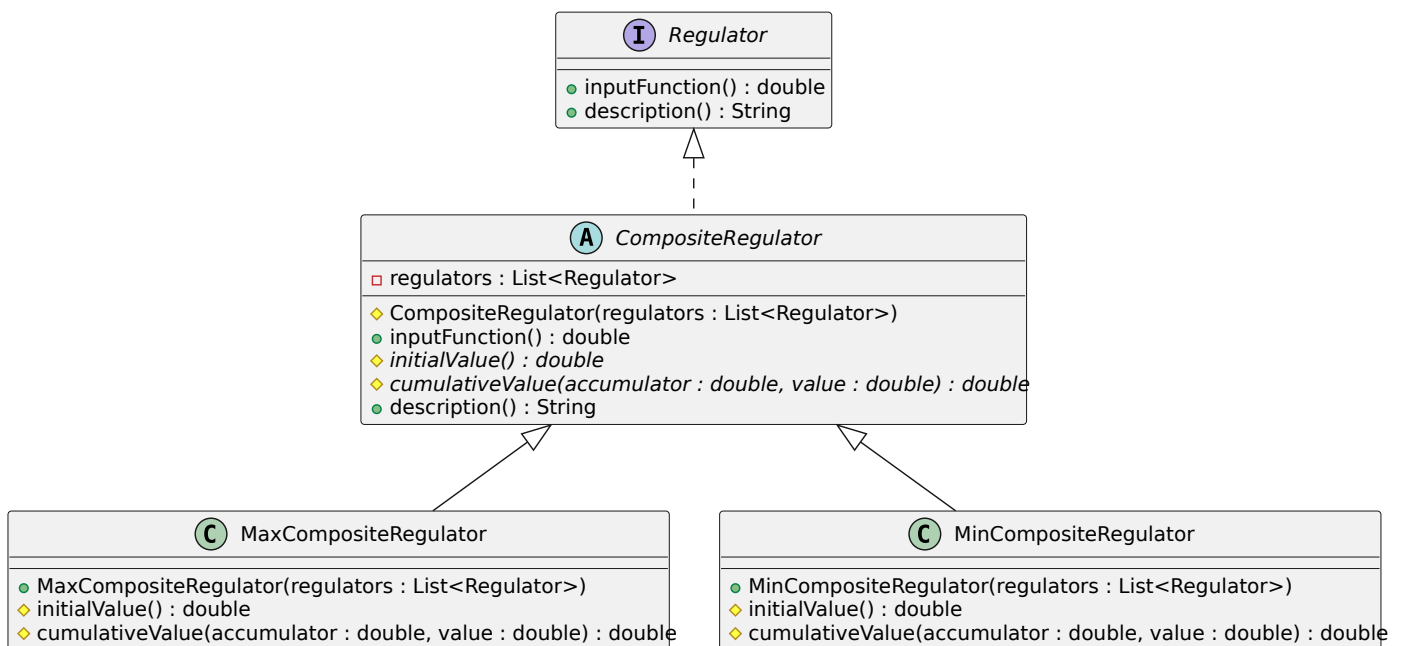 I Regulator
inputFunction() : double
description() : String
A CompositeRegulator
regulators : List<Regulator>
CompositeRegulator(regulators : List<Regulator>)
inputFunction() : double
initialValue() : double
cumulativeValue(accumulator : double, value : double) : double
description() : String
C MaxCompositeRegulator
MaxCompositeRegulator(regulators : List<Regulator>)
initialValue() : double
cumulativeValue(accumulator : double, value : double) : double
C MinCompositeRegulator
MinCompositeRegulator(regulators : List<Regulator>)
initialValue() : double
cumulativeValue(accumulator : double, value : double) : double